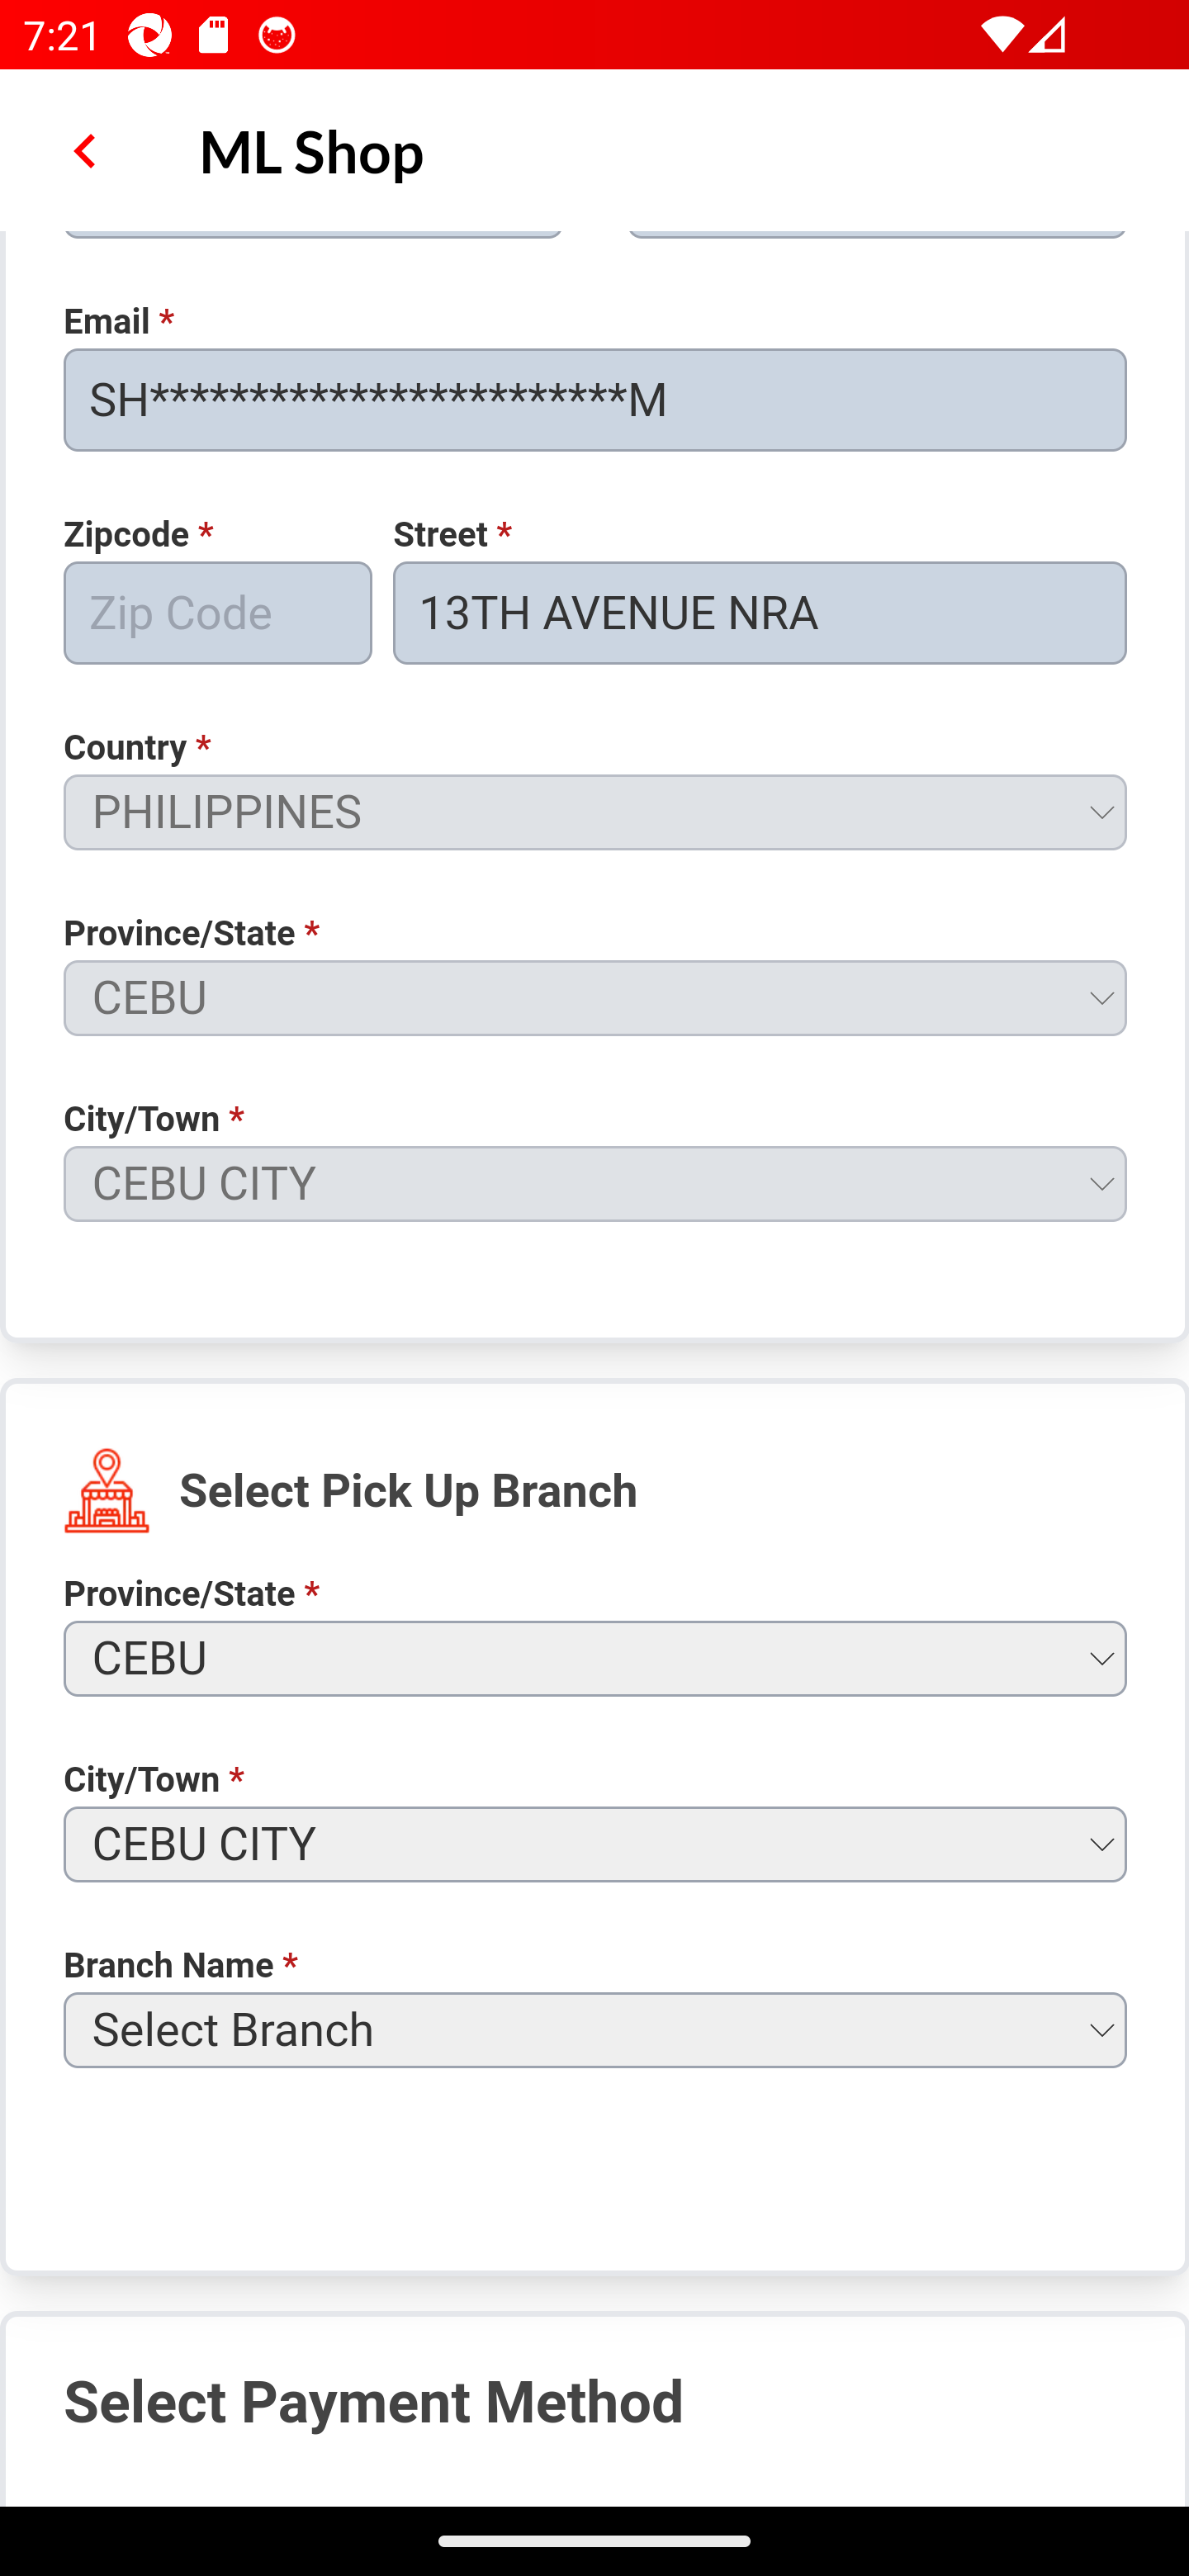 7:21
ML Shop
Email *
SH************************M
Zipcode * Street *
Zip Code 13TH AVENUE NRA
Country *
PHILIPPINES
Province/State *
CEBU
City/Town *
CEBU CITY
Select Pick Up Branch
Province/State *
CEBU
City/Town *
CEBU CITY
Branch Name *
Select Branch
Select Payment Method